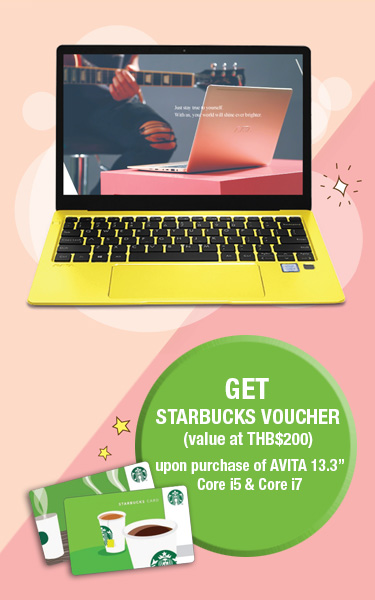 Just stay true to yourself.
With us, your world will shine ever brighter.
GET
STARBUCKS VOUCHER
(value at THB$200)
upon purchase of AVITA 13.3”
Core i5 & Core i7
STARBUCKS CARD